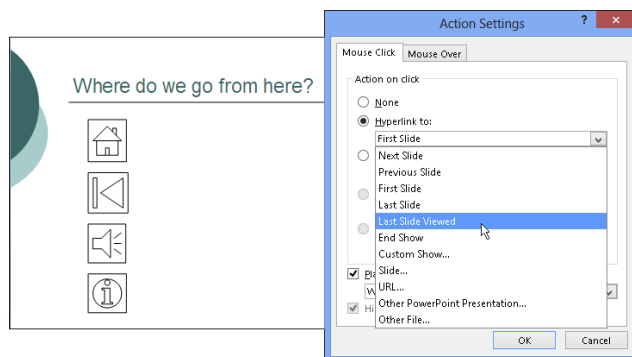 Where do we go from here?
Action Settings
?
×
Mouse Click
Mouse Over
Action on click
None
Hyperlink to:
First Slide
Next Slide
Previous Slide
First Slide
Last Slide
Last Slide Viewed
End Show
Custom Show...
Slide...
URL...
Other PowerPoint Presentation...
Other File...
OK
Cancel